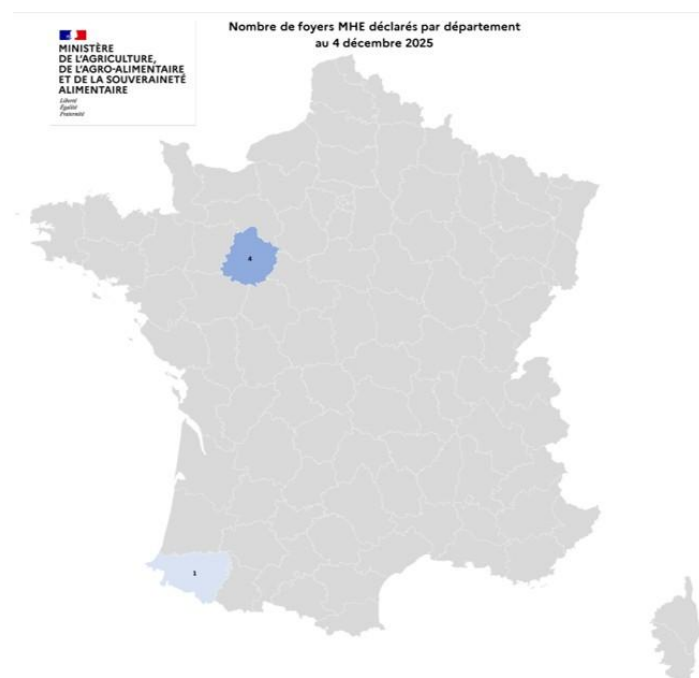 Nombre de foyers MHE déclarés par département
au 4 décembre 2025
MINISTÈRE
DE L'AGRICULTURE,
DE L'AGRO-ALIMENTAIRE
ET DE LA SOUVERAINETÉ
ALIMENTAIRE
Liberté
Égalité
Fraternité
4
1